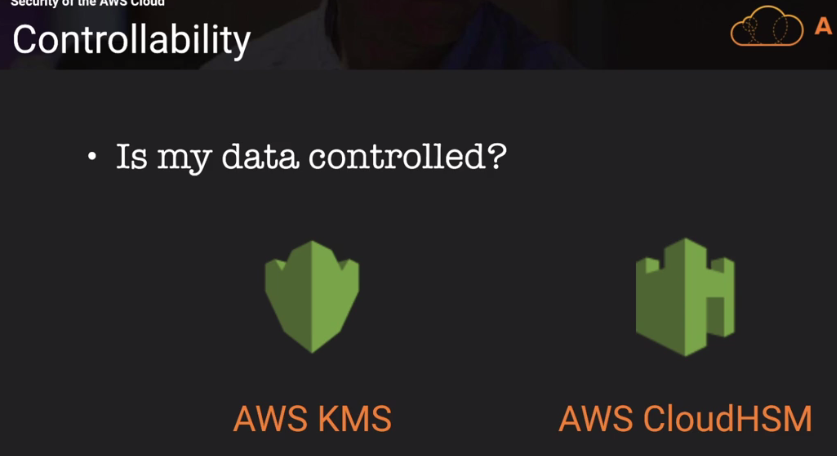 Security of the AWS Cloud
Controllability
A
• Is my data controlled?
AWS KMS
AWS CloudHSM